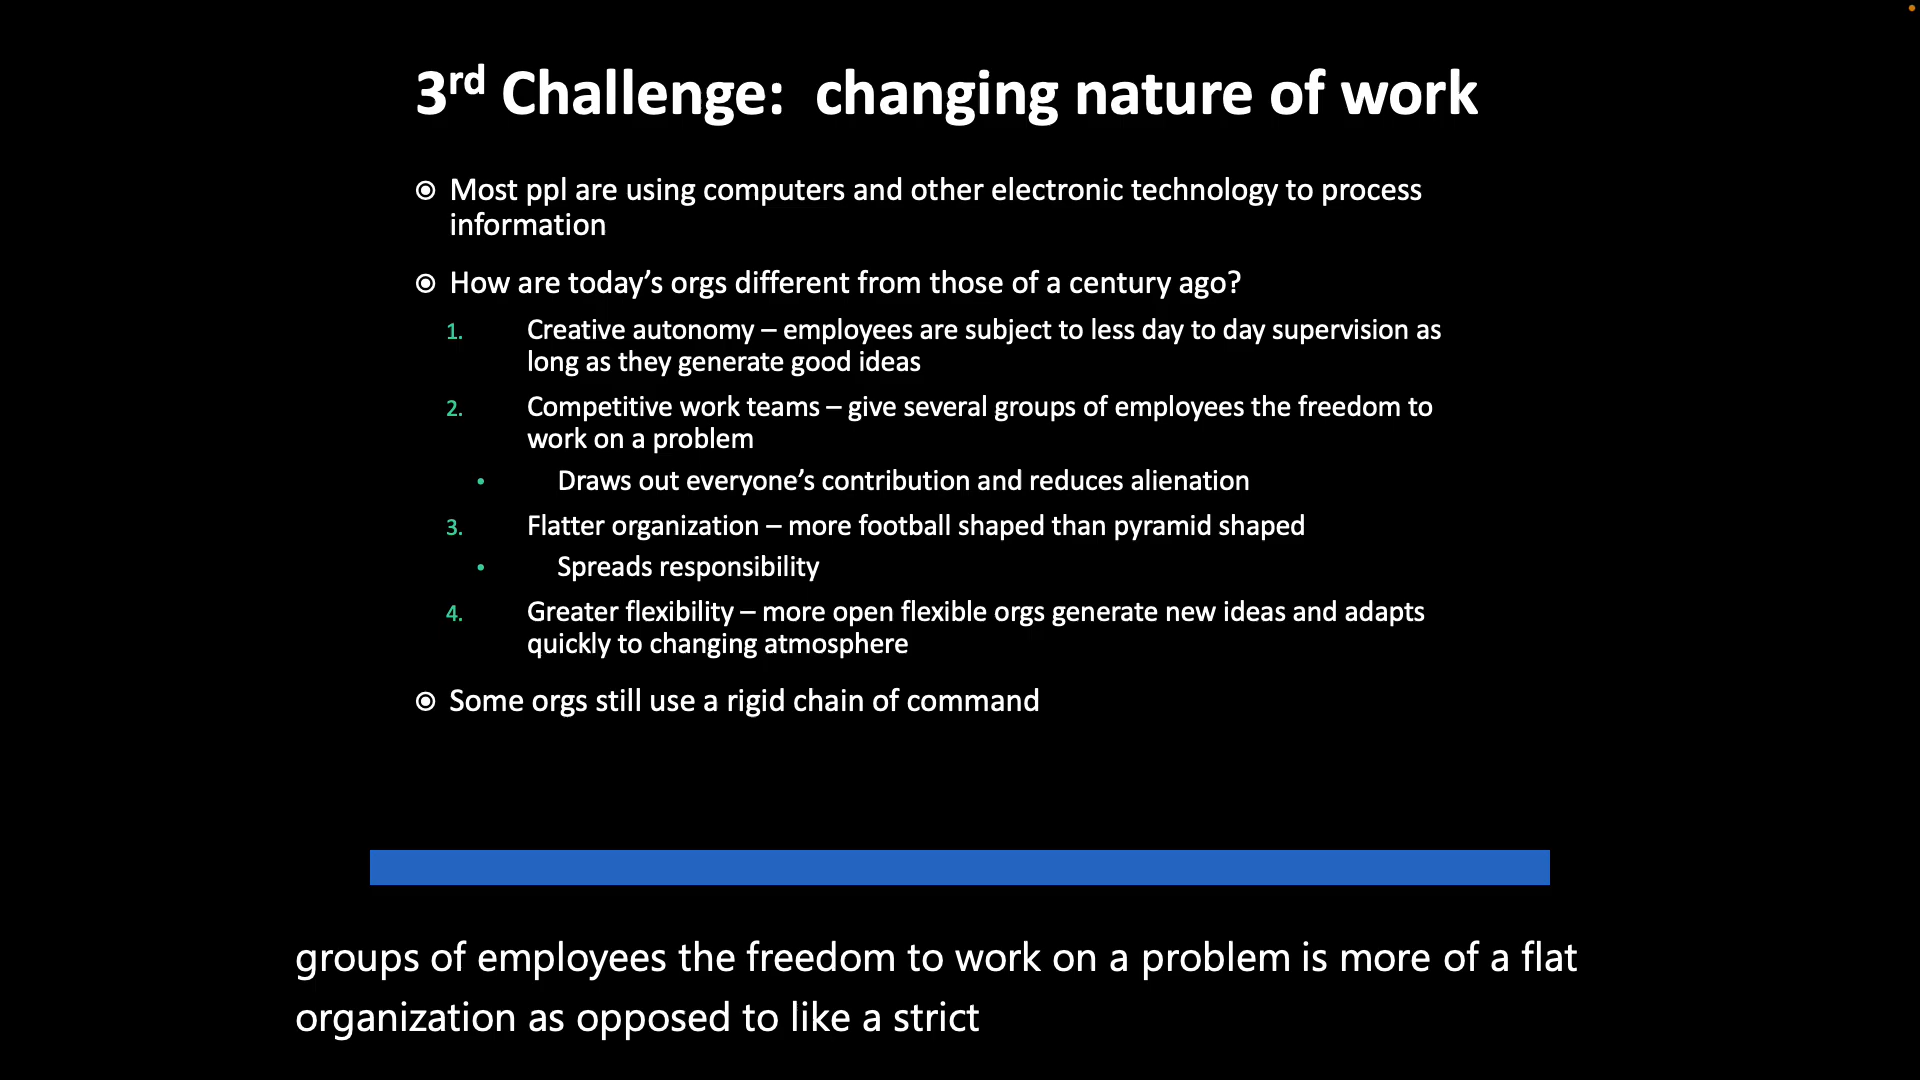 3rd Challenge:  changing nature of work
Most ppl are using computers and other electronic technology to process
information
How are today’s orgs different from those of a century ago?
1. Creative autonomy – employees are subject to less day to day supervision as
long as they generate good ideas
2. Competitive work teams – give several groups of employees the freedom to
work on a problem
• Draws out everyone’s contribution and reduces alienation
3. Flatter organization – more football shaped than pyramid shaped
• Spreads responsibility
4. Greater flexibility – more open flexible orgs generate new ideas and adapts
quickly to changing atmosphere
Some orgs still use a rigid chain of command
groups of employees the freedom to work on a problem is more of a flat
organization as opposed to like a strict